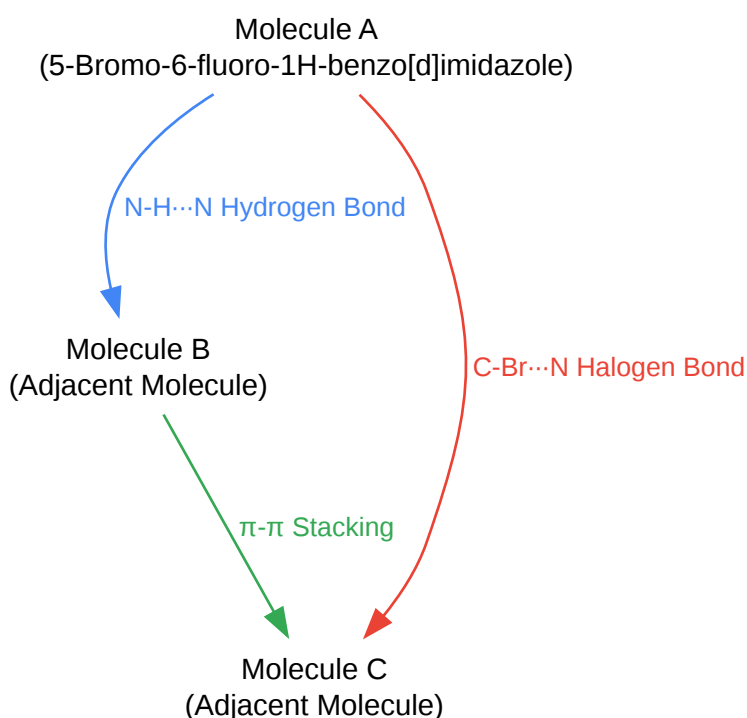 Molecule A
(5-Bromo-6-fluoro-1H-benzo[d]imidazole)
N-H···N Hydrogen Bond
Molecule B
(Adjacent Molecule)
C-Br···N Halogen Bond
π-π Stacking
Molecule C
(Adjacent Molecule)